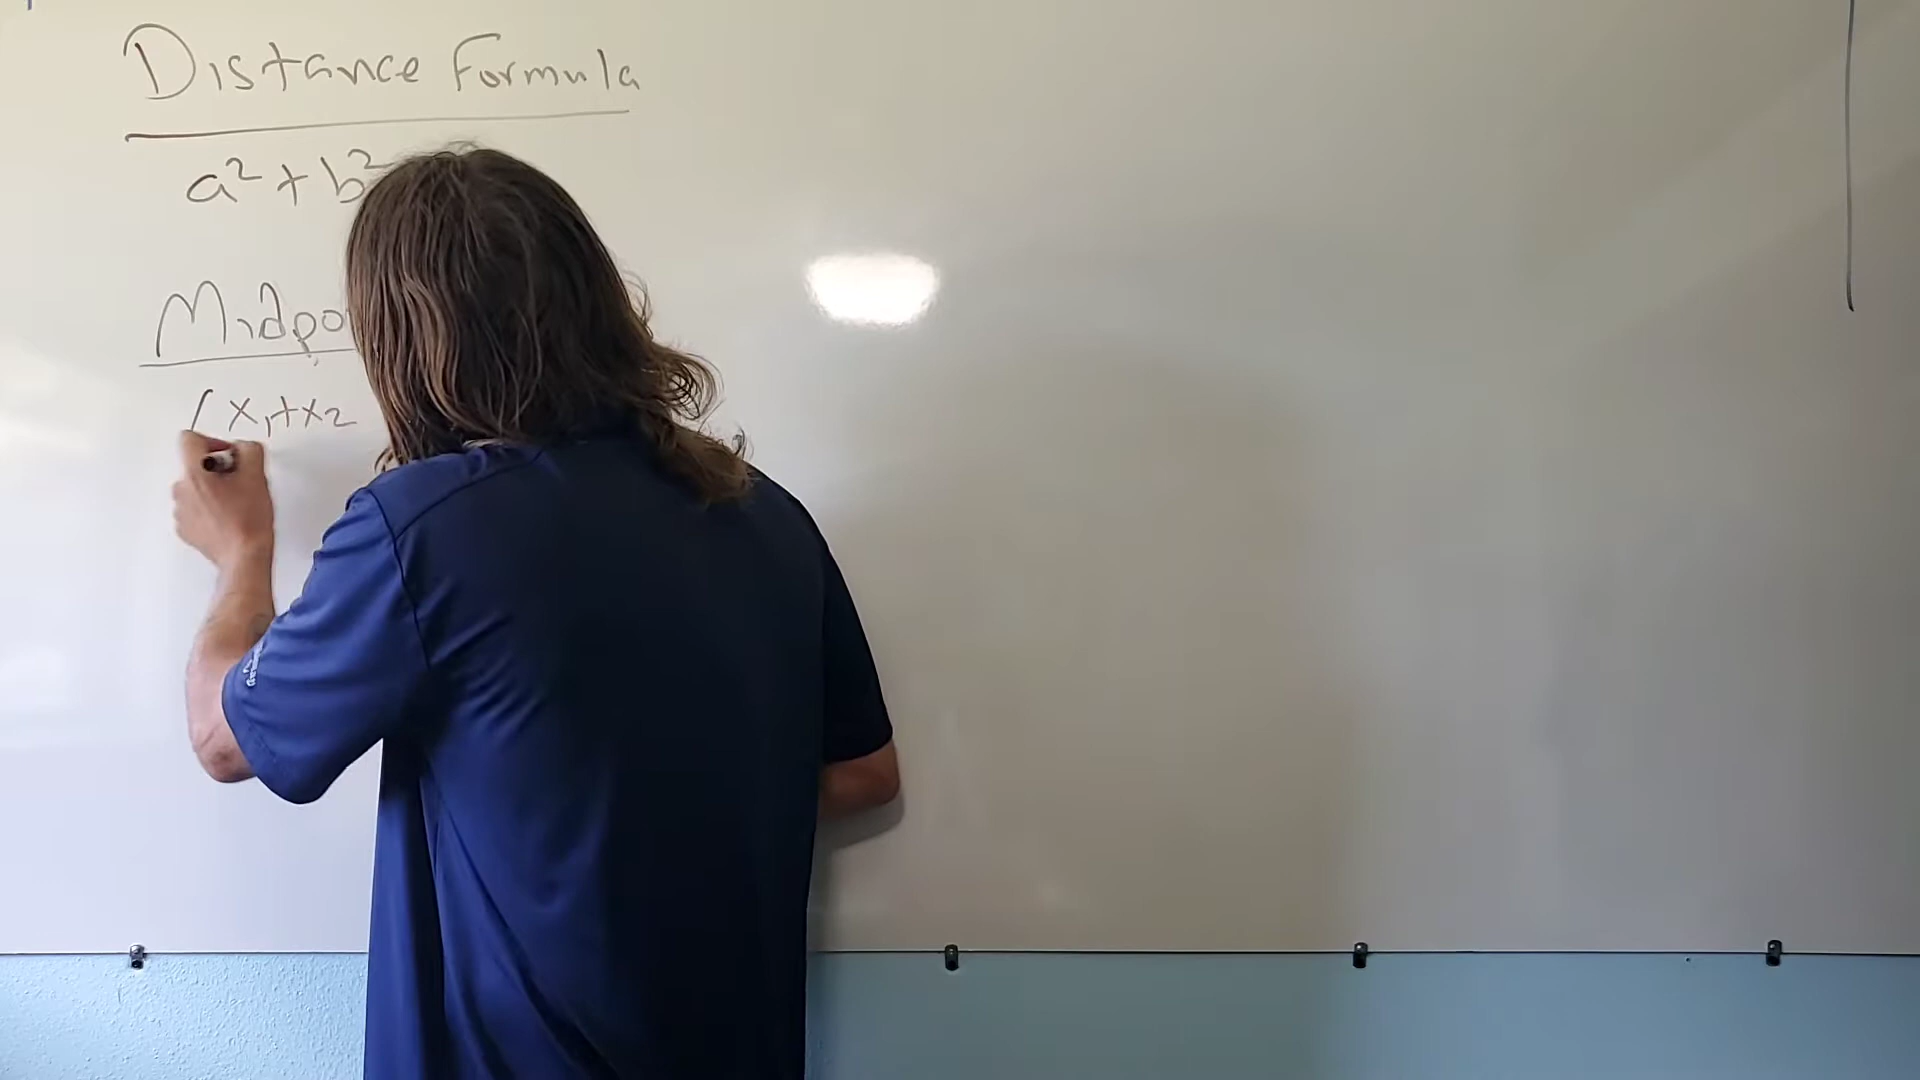 Distance Formula
a² + b²
Midpo
( x₁+x₂